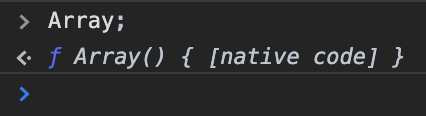 > Array;
<· ƒ Array() { [native code] }
>